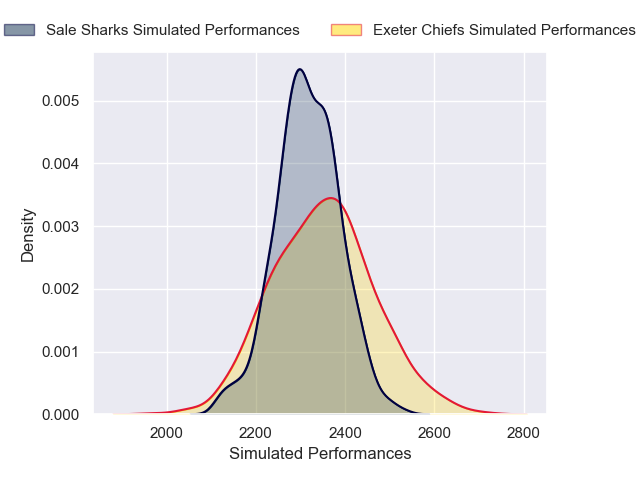 Sale Sharks Simulated Performances Exeter Chiefs Simulated Performances
0.005
0.004
0.003
0.002
0.001
0.000
Density
2000 2200 2400 2600 2800
Simulated Performances